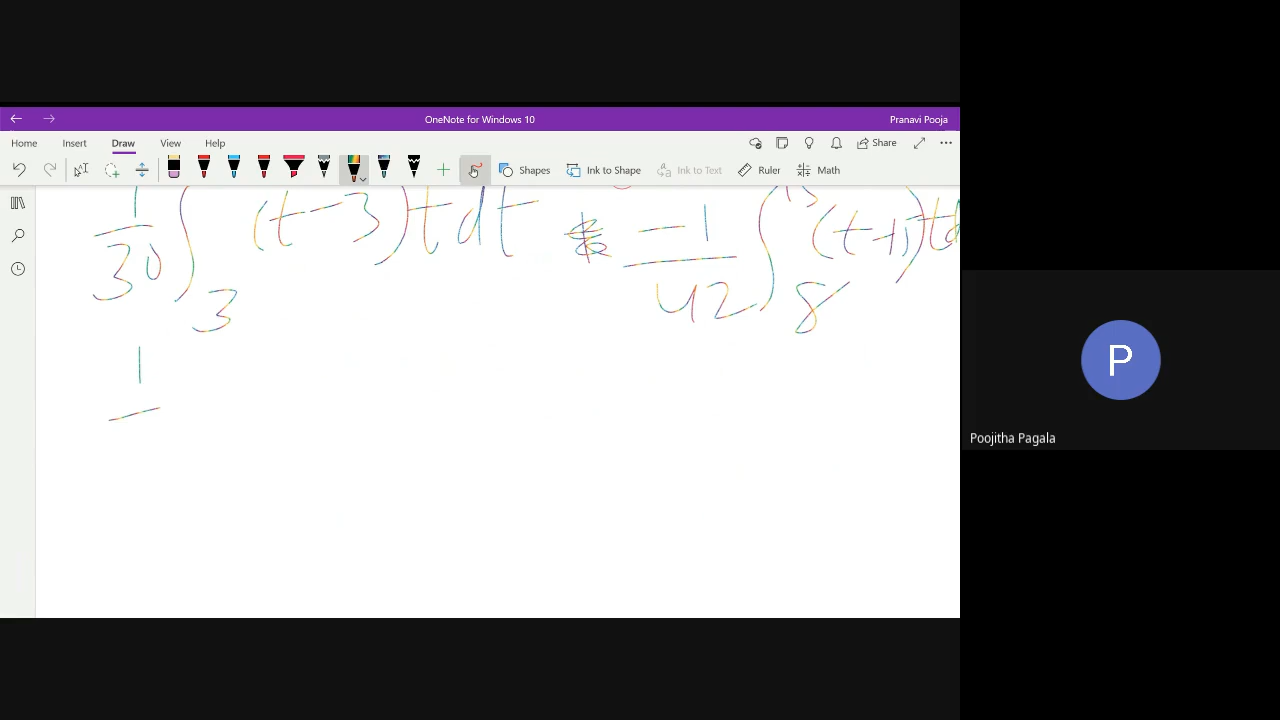 OneNote for Windows 10
Pranavi Pooja
Home Insert Draw View Help
Share
Shapes Ink to Shape Ink to Text Ruler Math
1/30 ∫ 3 (t-3) t dt -1/42 ∫ 8 (t-1
1
P
Poojitha Pagala